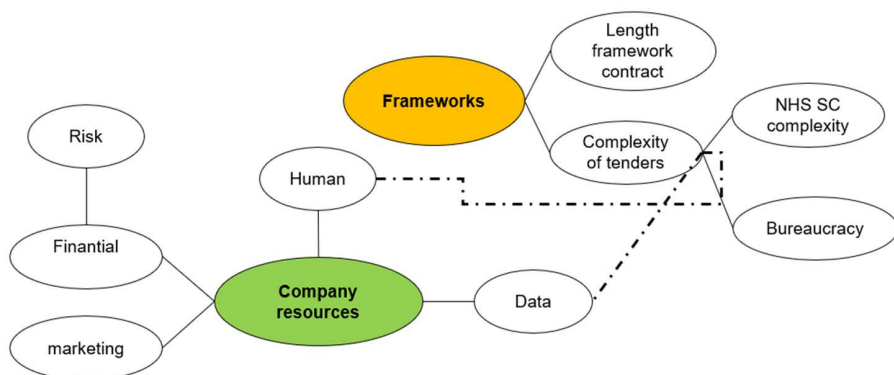 Length
framework
contract
Frameworks
NHS SC
complexity
Risk
Complexity
of tenders
Human
Bureaucracy
Finantial
Company
resources
Data
marketing